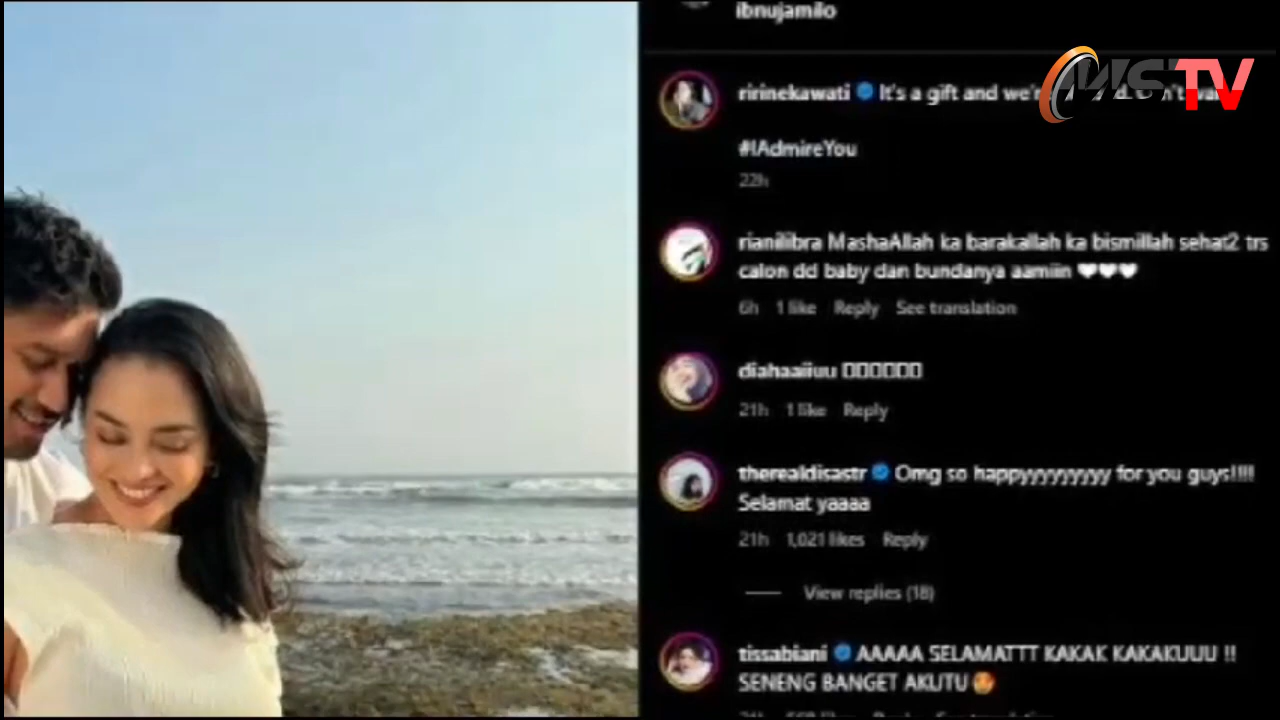 ibnujamilo
ririnekawati It's a gift and we're
#IAdmireYou
22h
rianilibra MashaAllah ka barakallah ka bismillah sehat2 trs
calon dd baby dan bundanya aamiin 🤍🤍🤍
6h 1 like Reply See translation
diahaaiiuu
21h 1 like Reply
therealdisastr Omg so happyyyyyyyyyy for you guys!!!!
Selamat yaaaa
21h 1,021 likes Reply
View replies (18)
tissabiani AAAAA SELAMATTT KAKAK KAKAKUUU !!
SENENG BANGET AKUTU🤩
TV